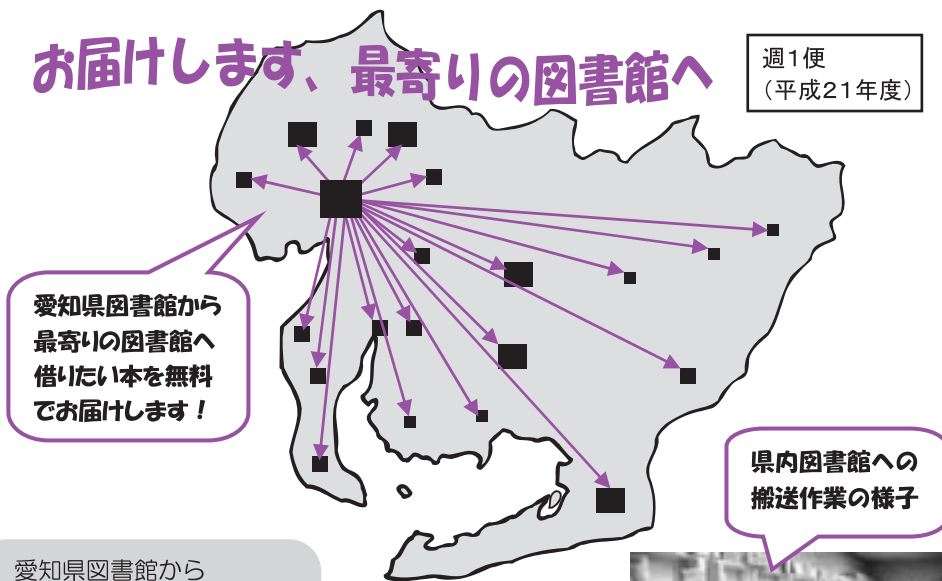 お届けします、最寄りの図書館へ
週1便
（平成21年度）
愛知県図書館から
最寄りの図書館へ
借りたい本を無料
でお届けします！
県内図書館への
搬送作業の様子
愛知県図書館から